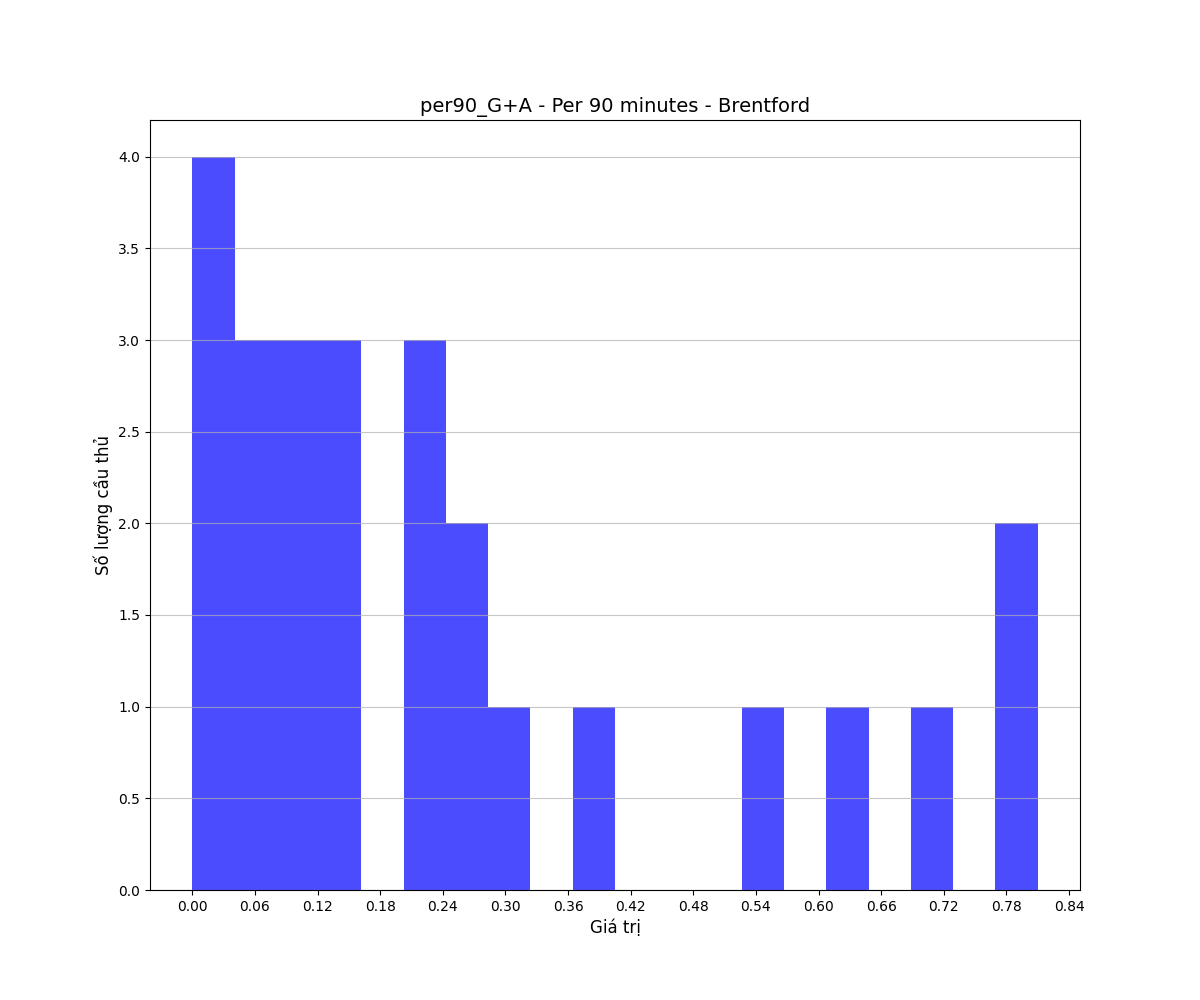 per90_G+A - Per 90 minutes - Brentford
Số lượng cầu thủ
4.0
3.5
3.0
2.5
2.0
1.5
1.0
0.5
0.0
0.00 0.06 0.12 0.18 0.24 0.30 0.36 0.42 0.48 0.54 0.60 0.66 0.72 0.78 0.84
Giá trị